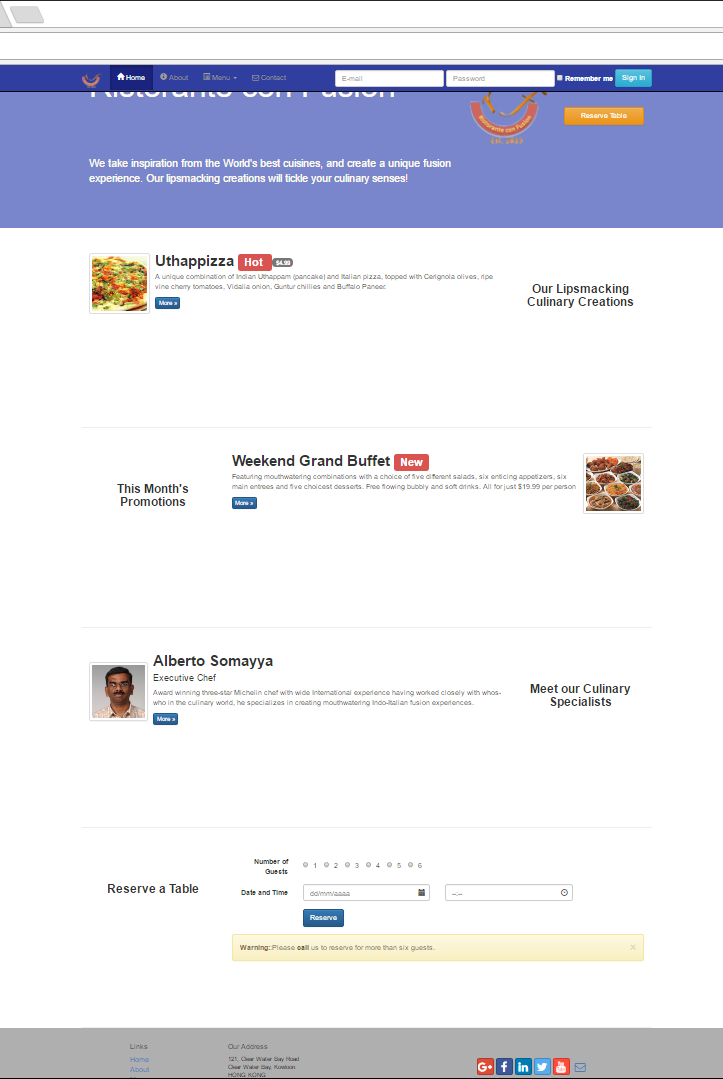 Home About Menu Contact E-mail Password Remember me Sign in
Ristorante con Fusion
Ristorante con Fusion
Reserve Table
We take inspiration from the World's best cuisines, and create a unique fusion
experience. Our lipsmacking creations will tickle your culinary senses!
Uthappizza Hot $4.99
A unique combination of Indian Uthappam (pancake) and Italian pizza, topped with Cerignola olives, ripe
vine cherry tomatoes, Vidalia onion, Guntur chillies and Buffalo Paneer.
More »
Our Lipsmacking
Culinary Creations
This Month's
Promotions
Weekend Grand Buffet New
Featuring mouthwatering combinations with a choice of five different salads, six enticing appetizers, six
main entrees and five choicest desserts. Free flowing bubbly and soft drinks. All for just $19.99 per person
More »
Alberto Somayya
Executive Chef
Award winning three-star Michelin chef with wide International experience having worked closely with whos-
who in the culinary world, he specializes in creating mouthwatering Indo-Italian fusion experiences.
More »
Meet our Culinary
Specialists
Reserve a Table
Number of
Guests
1 2 3 4 5 6
Date and Time
dd/mm/aaaa
--:--
Reserve
Warning: Please call us to reserve for more than six guests.
×
Links
Home
About
Our Address
121, Clear Water Bay Road
Clear Water Bay, Kowloon
HONG KONG
G+ f in You Tube